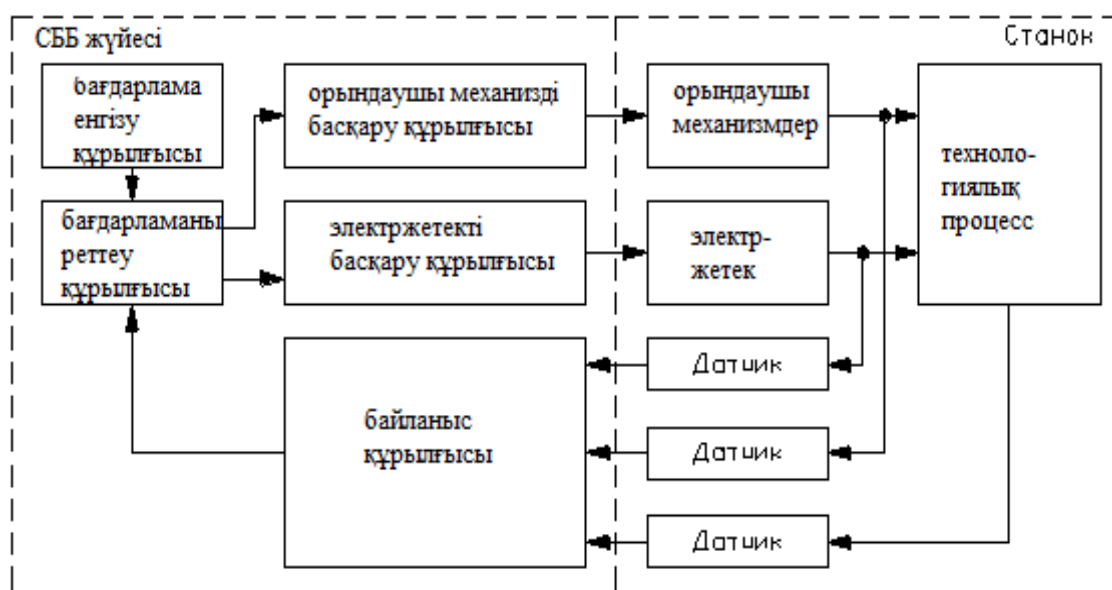 СББ жүйесі
Станок
бағдарлама
енгізу
құрылғысы
орындаушы механизді
басқару құрылғысы
орындаушы
механизмдер
техноло-
гиялық
процесс
бағдарламаны
реттеу
құрылғысы
электржетекті
басқару құрылғысы
электр-
жетек
Датчик
байланыс
құрылғысы
Датчик
Датчик